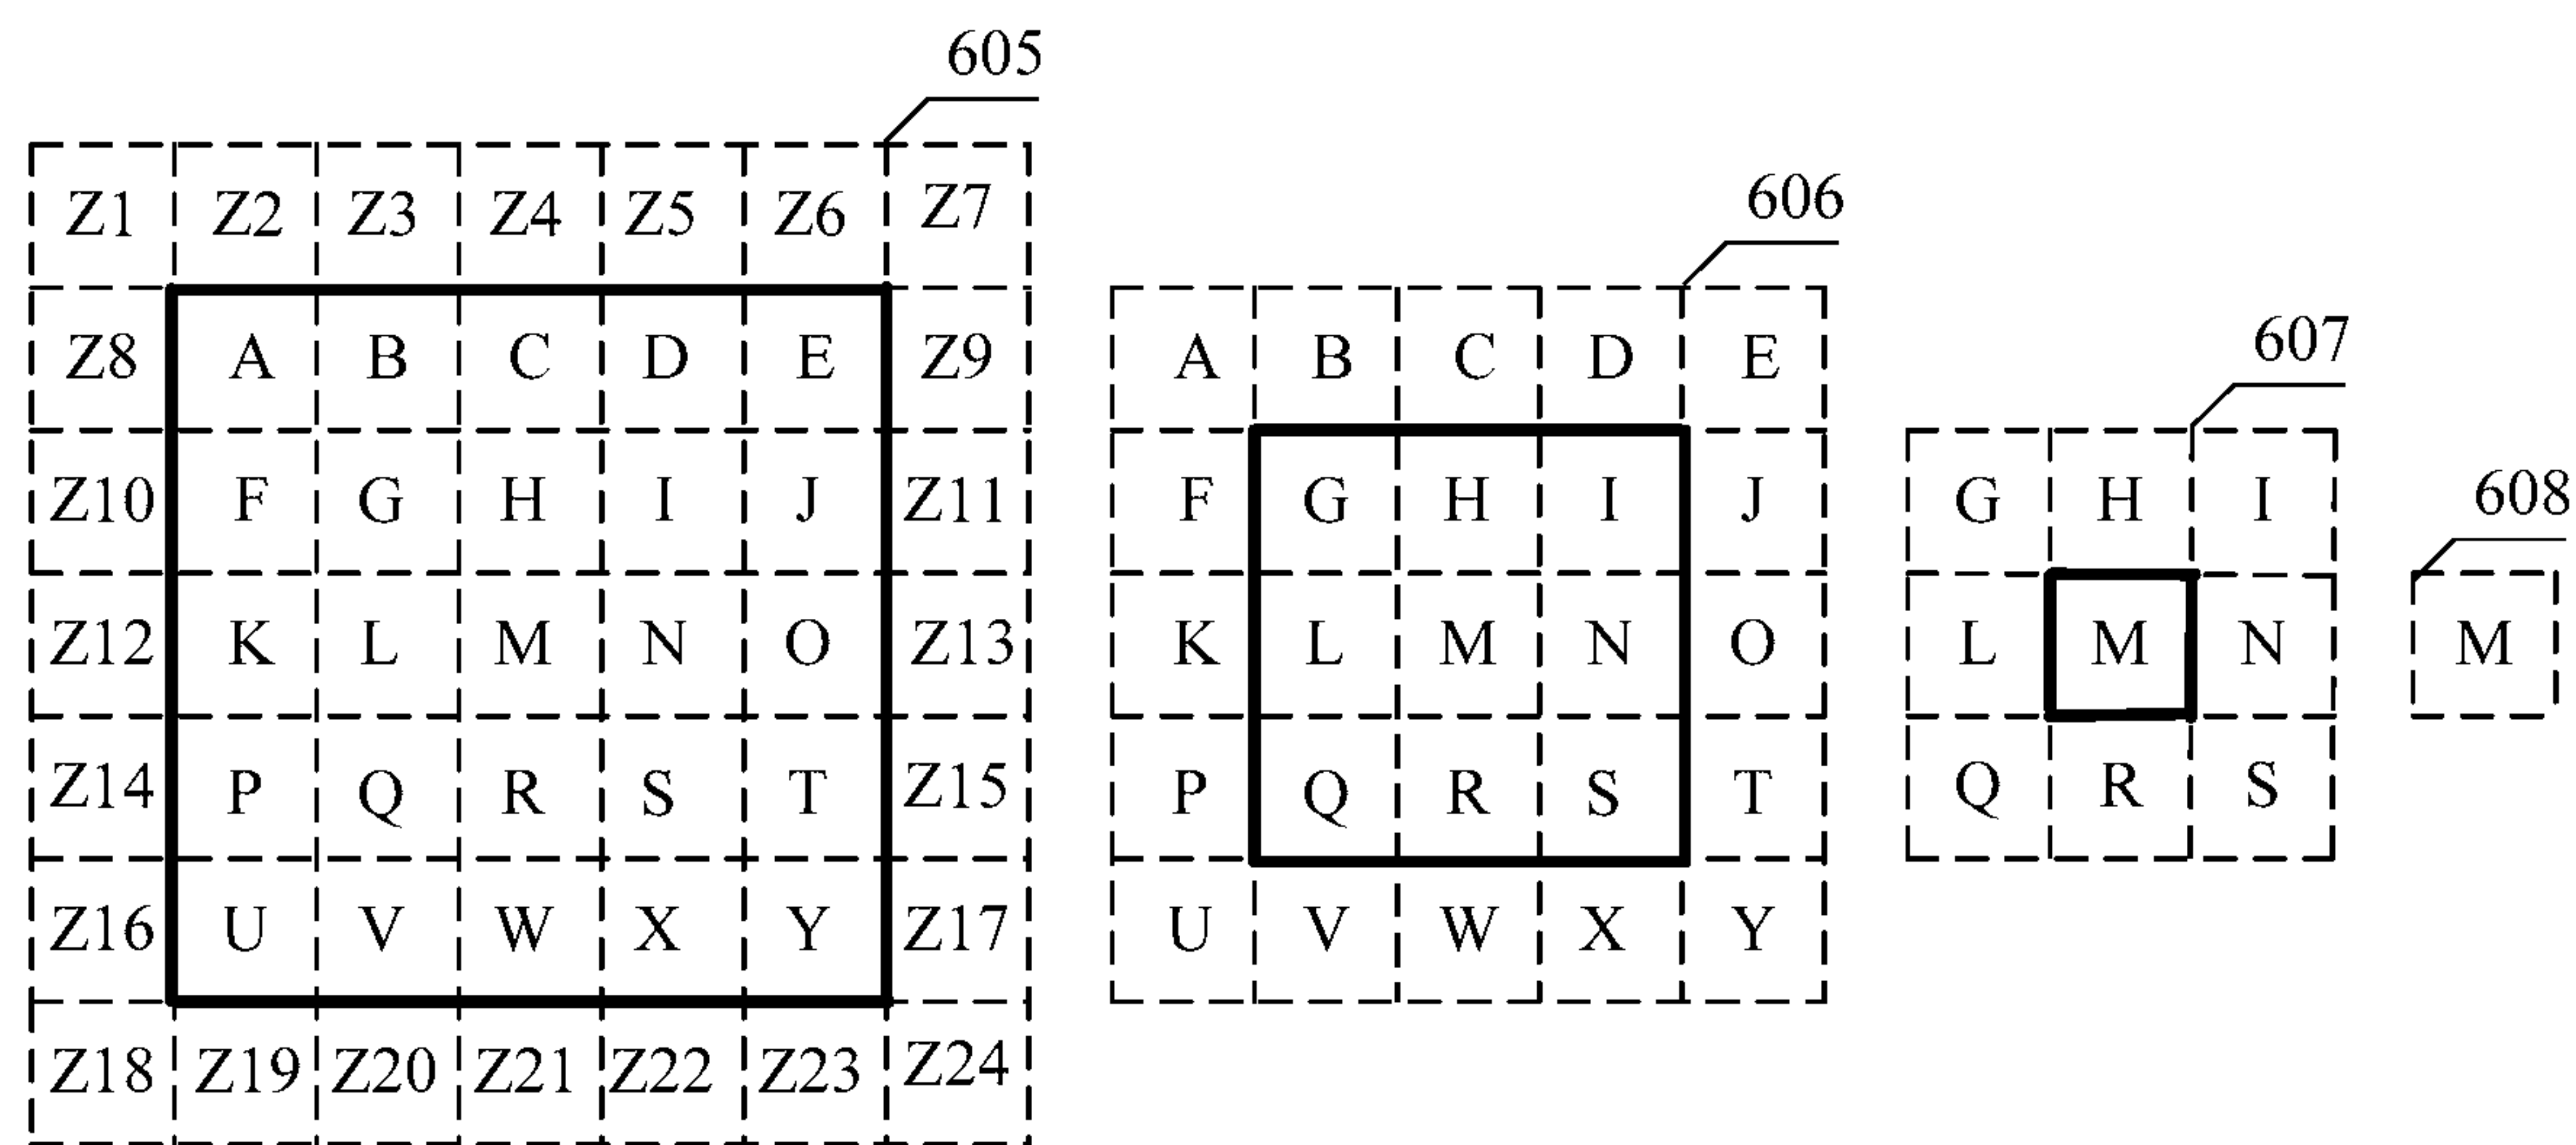 605
Z1 Z2 Z3 Z4 Z5 Z6 Z7
Z8 A B C D E Z9
Z10 F G H I J Z11
Z12 K L M N O Z13
Z14 P Q R S T Z15
Z16 U V W X Y Z17
Z18 Z19 Z20 Z21 Z22 Z23 Z24
606
A B C D E
F G H I J
K L M N O
P Q R S T
U V W X Y
607
G H I
L M N
Q R S
608
M